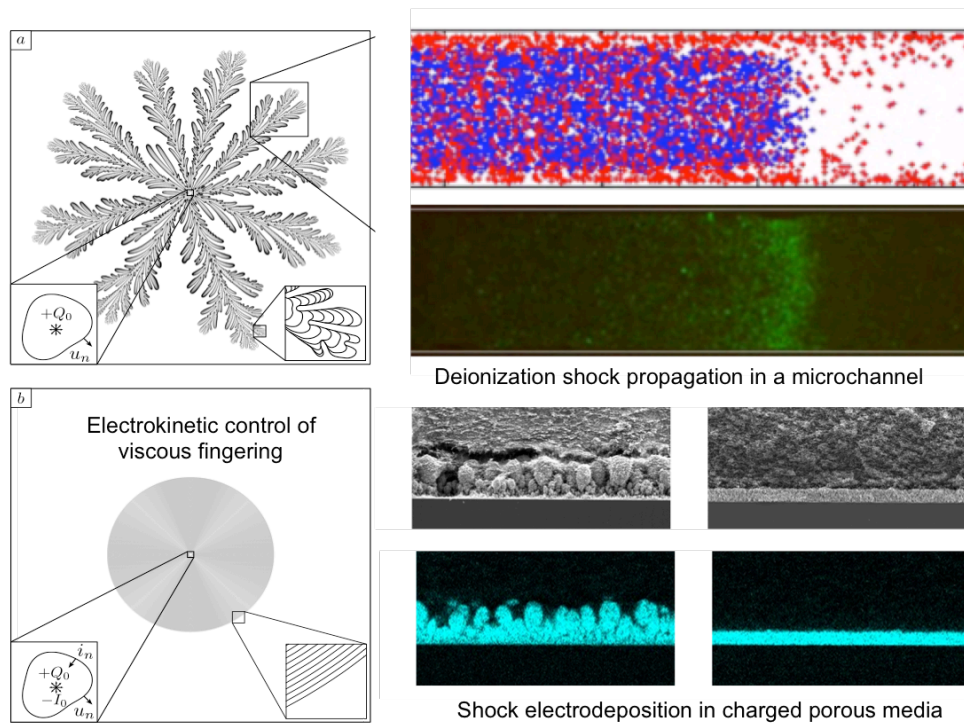 a
+Q₀
uₙ
Deionization shock propagation in a microchannel
b
Electrokinetic control of
viscous fingering
iₙ
+Q₀
−I₀
uₙ
Shock electrodeposition in charged porous media